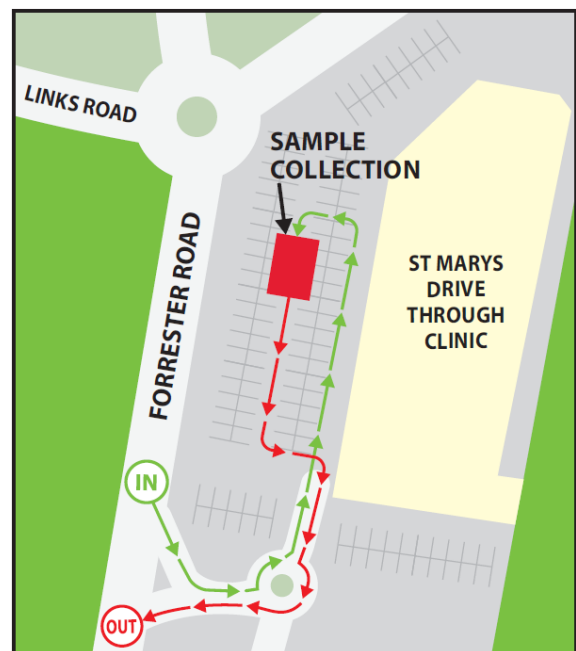 LINKS ROAD
SAMPLE
COLLECTION
FORRESTER ROAD
ST MARYS
DRIVE
THROUGH
CLINIC
IN
OUT